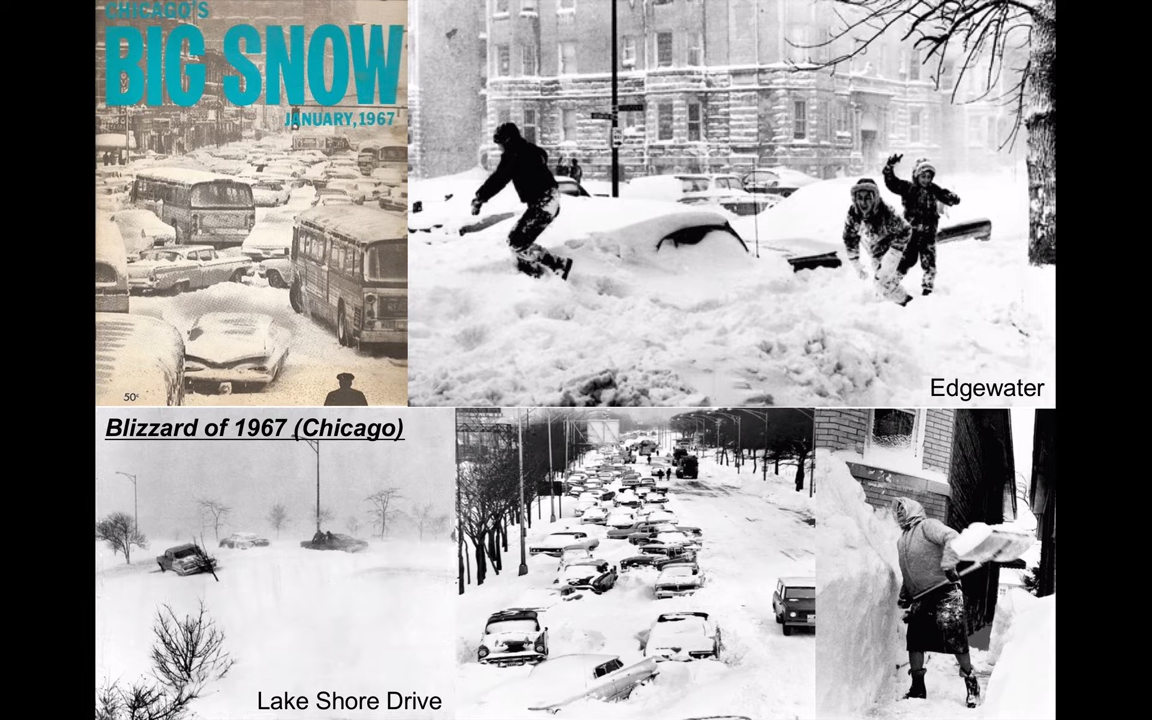 CHICAGO'S
BIG SNOW
JANUARY, 1967
50¢
Edgewater
Blizzard of 1967 (Chicago)
Lake Shore Drive